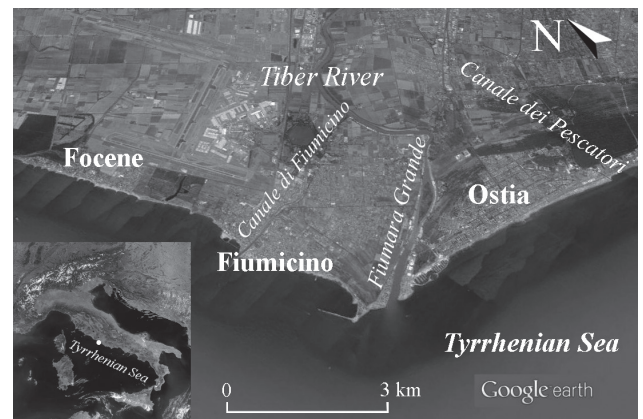 N
Tiber River
Canale dei Pescatori
Focene
Canale di Fiumicino
Fiumara Grande
Ostia
Fiumicino
Tyrrhenian Sea
Tyrrhenian Sea
0 3 km
Google earth